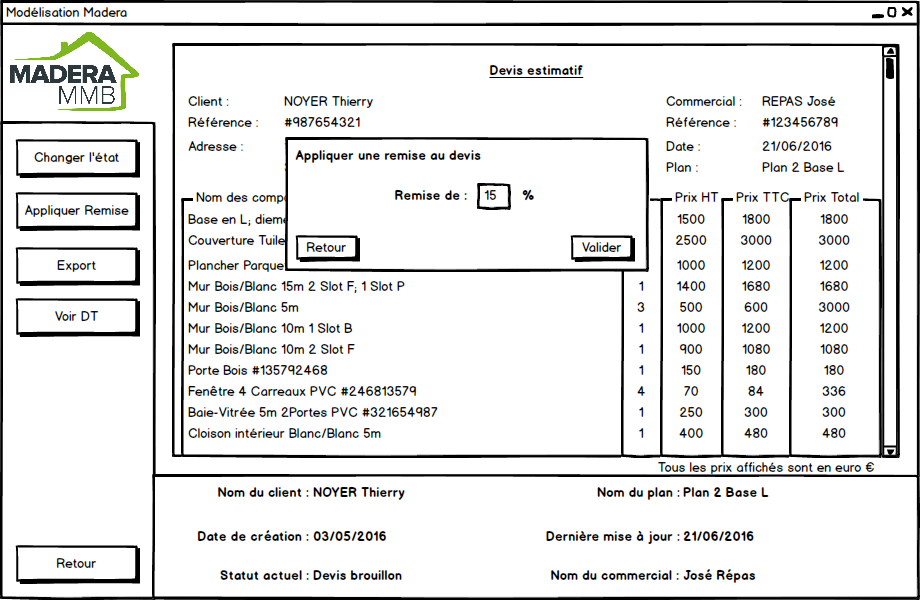 Modélisation Madera
MADERA
MMB
Changer l'état
Appliquer Remise
Export
Voir DT
Retour
Devis estimatif
Client : NOYER Thierry Commercial : REPAS José
Référence : #987654321 Référence : #123456789
Adresse : Date : 21/06/2016
Plan : Plan 2 Base L
Appliquer une remise au devis
Remise de : 15 %
Retour Valider
Nom des comp Prix HT Prix TTC Prix Total
Base en L; dieme 1500 1800 1800
Couverture Tuile 2500 3000 3000
Plancher Parque 1000 1200 1200
Mur Bois/Blanc 15m 2 Slot F; 1 Slot P 1 1400 1680 1680
Mur Bois/Blanc 5m 3 500 600 3000
Mur Bois/Blanc 10m 1 Slot B 1 1000 1200 1200
Mur Bois/Blanc 10m 2 Slot F 1 900 1080 1080
Porte Bois #135792468 1 150 180 180
Fenêtre 4 Carreaux PVC #246813579 4 70 84 336
Baie-Vitrée 5m 2Portes PVC #321654987 1 250 300 300
Cloison intérieur Blanc/Blanc 5m 1 400 480 480
Tous les prix affichés sont en euro €
Nom du client : NOYER Thierry Nom du plan : Plan 2 Base L
Date de création : 03/05/2016 Dernière mise à jour : 21/06/2016
Statut actuel : Devis brouillon Nom du commercial : José Répas